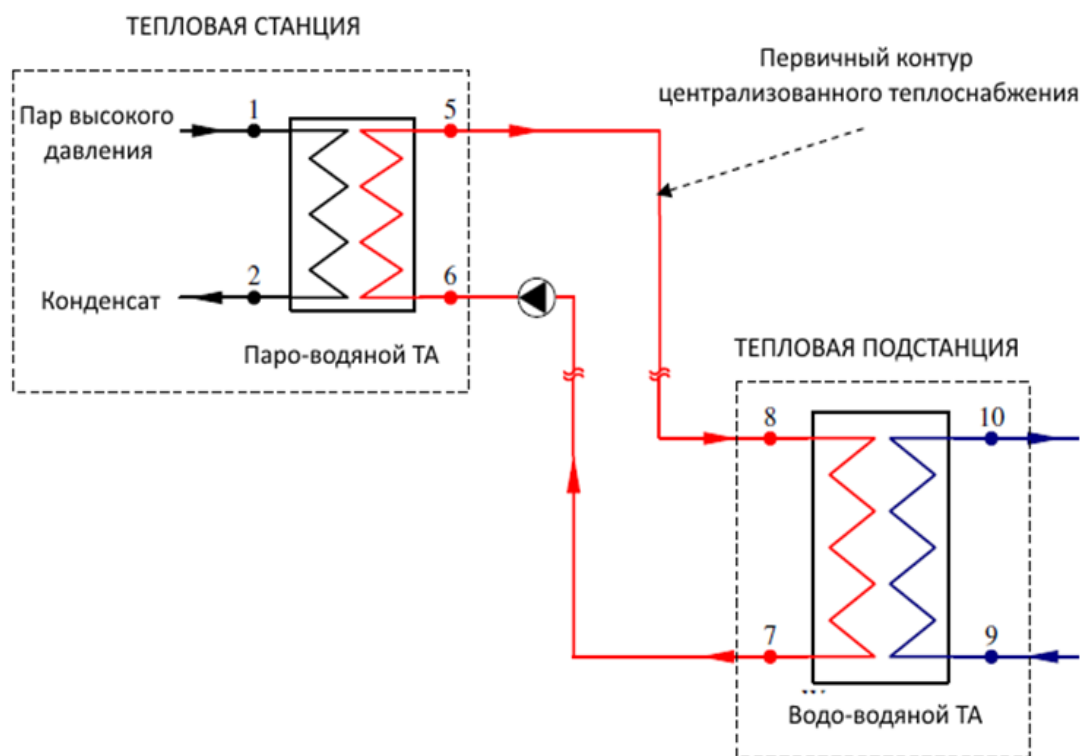 ТЕПЛОВАЯ СТАНЦИЯ
Первичный контур
централизованного теплоснабжения
Пар высокого
давления
1
5
2
6
Конденсат
Паро-водяной ТА
ТЕПЛОВАЯ ПОДСТАНЦИЯ
8
10
7
9
Водо-водяной ТА